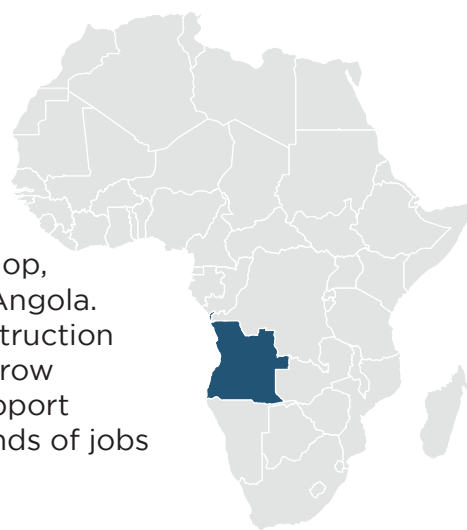 op,
Angola.
truction
row
pport
nds of jobs